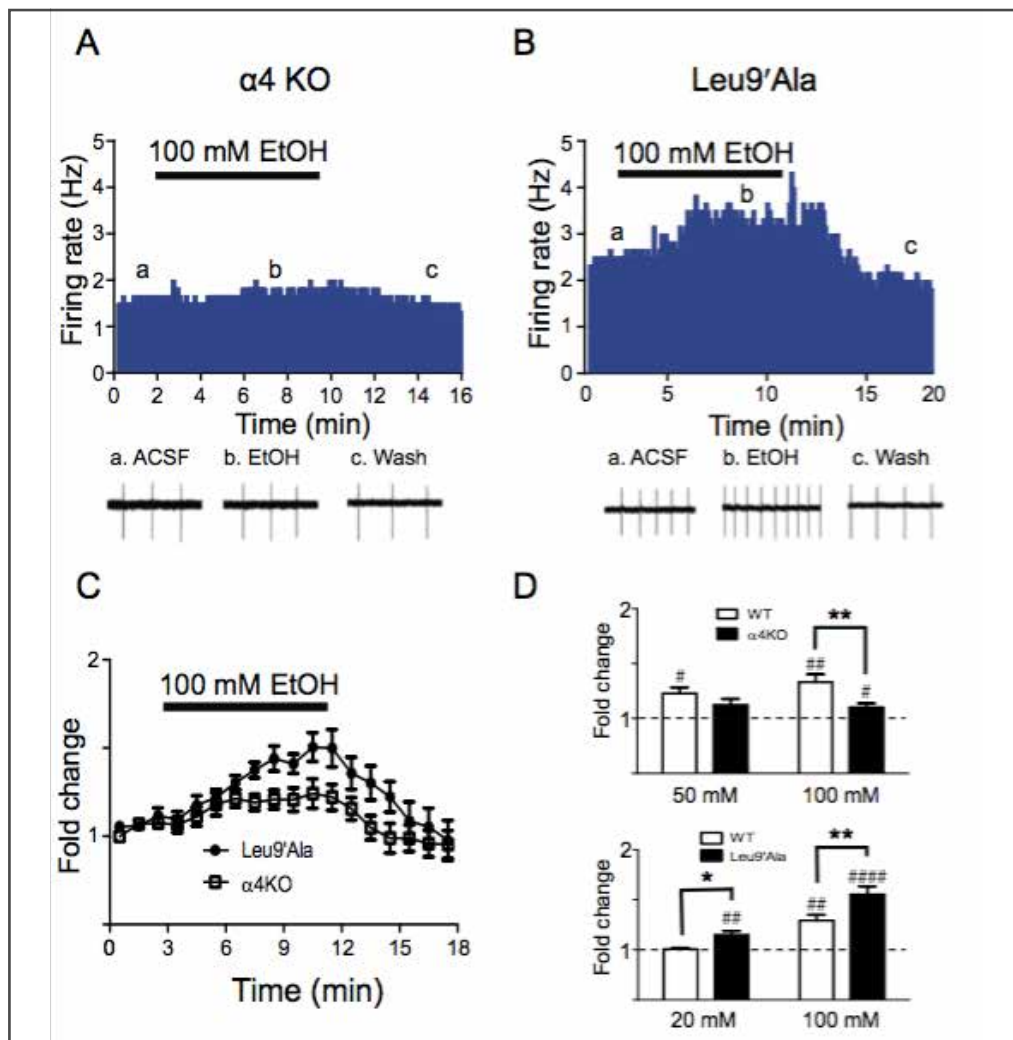 A
α4 KO
5
4
3
2
1
0
Firing rate (Hz)
100 mM EtOH
a
b
c
0 2 4 6 8 10 12 14 16
Time (min)
a. ACSF b. EtOH c. Wash
B
Leu9'Ala
5
4
3
2
1
0
Firing rate (Hz)
100 mM EtOH
a
b
c
0 5 10 15 20
Time (min)
a. ACSF b. EtOH c. Wash
C
2
1
Fold change
100 mM EtOH
Leu9'Ala
α4KO
0 3 6 9 12 15 18
Time (min)
D
2
1
Fold change
WT
α4KO
**
#
##
#
50 mM 100 mM
2
1
Fold change
WT
Leu9'Ala
*
**
##
##
####
20 mM 100 mM